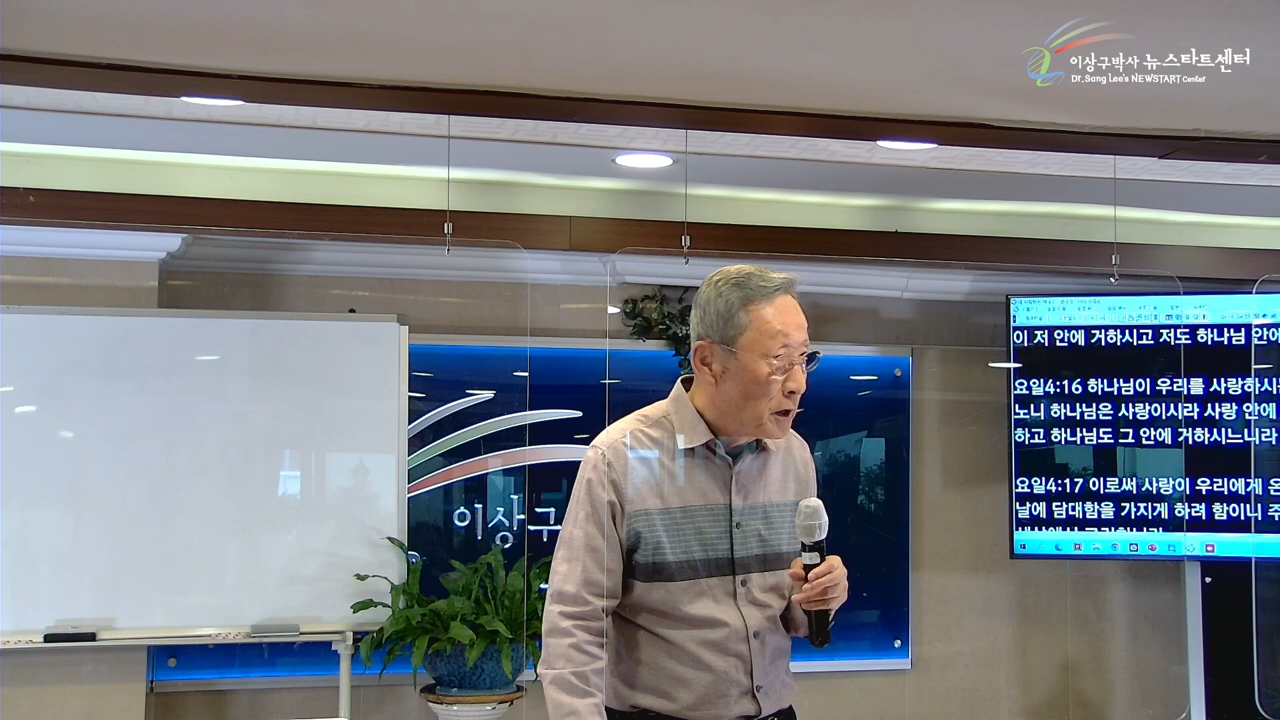 이상구박사 뉴스타트센터
Dr. Sang Lee's NEWSTART Center
이 저 안에 거하시고 저도 하나님 안에
요일4:16 하나님이 우리를 사랑하시는
노니 하나님은 사랑이시라 사랑 안에
하고 하나님도 그 안에 거하시느니라
요일4:17 이로써 사랑이 우리에게 온
날에 담대함을 가지게 하려 함이니 주
이상구